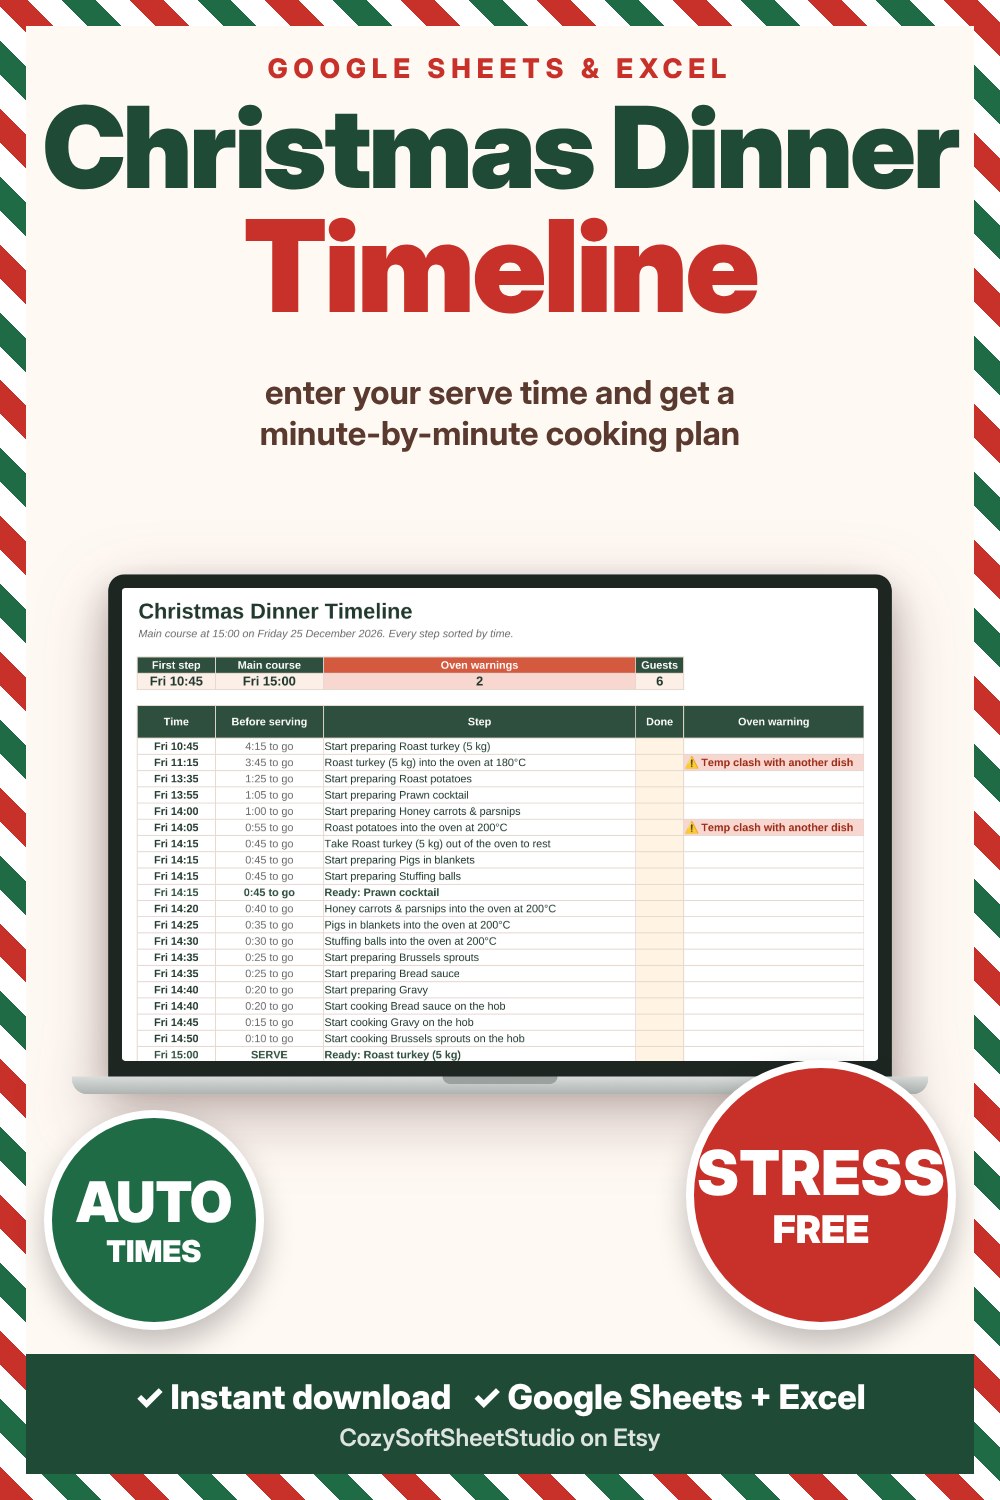 GOOGLE SHEETS & EXCEL
Christmas Dinner
Timeline
enter your serve time and get a
minute-by-minute cooking plan
Christmas Dinner Timeline
Main course at 15:00 on Friday 25 December 2026. Every step sorted by time.
First step Main course Oven warnings Guests
Fri 10:45 Fri 15:00 2 6
Time Before serving Step Done Oven warning
Fri 10:45 4:15 to go Start preparing Roast turkey (5 kg)
Fri 11:15 3:45 to go Roast turkey (5 kg) into the oven at 180°C ⚠️ Temp clash with another dish
Fri 13:35 1:25 to go Start preparing Roast potatoes
Fri 13:55 1:05 to go Start preparing Prawn cocktail
Fri 14:00 1:00 to go Start preparing Honey carrots & parsnips
Fri 14:05 0:55 to go Roast potatoes into the oven at 200°C ⚠️ Temp clash with another dish
Fri 14:15 0:45 to go Take Roast turkey (5 kg) out of the oven to rest
Fri 14:15 0:45 to go Start preparing Pigs in blankets
Fri 14:15 0:45 to go Start preparing Stuffing balls
Fri 14:15 0:45 to go Ready: Prawn cocktail
Fri 14:20 0:40 to go Honey carrots & parsnips into the oven at 200°C
Fri 14:25 0:35 to go Pigs in blankets into the oven at 200°C
Fri 14:30 0:30 to go Stuffing balls into the oven at 200°C
Fri 14:35 0:25 to go Start preparing Brussels sprouts
Fri 14:35 0:25 to go Start preparing Bread sauce
Fri 14:40 0:20 to go Start preparing Gravy
Fri 14:40 0:20 to go Start cooking Bread sauce on the hob
Fri 14:45 0:15 to go Start cooking Gravy on the hob
Fri 14:50 0:10 to go Start cooking Brussels sprouts on the hob
Fri 15:00 SERVE Ready: Roast turkey (5 kg)
AUTO
TIMES
STRESS
FREE
✓ Instant download ✓ Google Sheets + Excel
CozySoftSheetStudio on Etsy